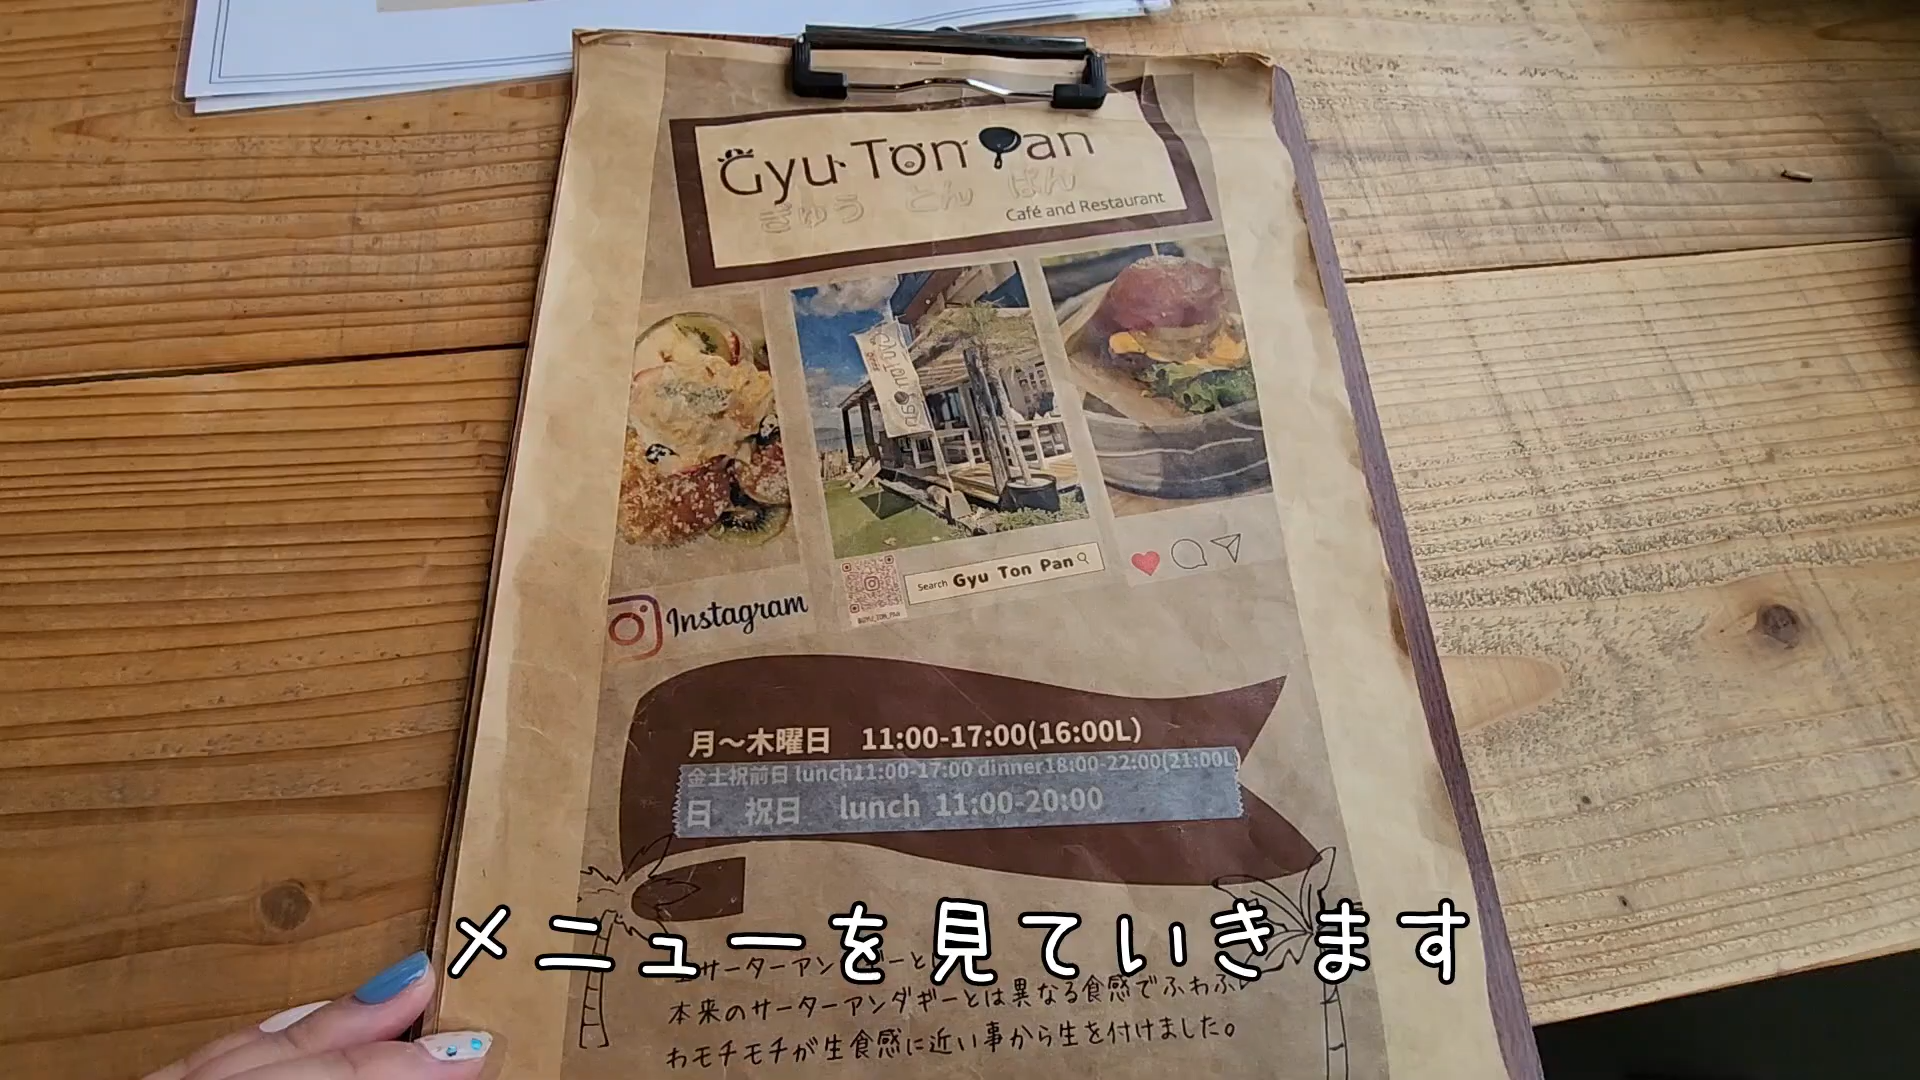 Gyu Ton Pan
ぎゅう とん ぱん
Café and Restaurant
Instagram
Search Gyu Ton Pan
月〜木曜日 11:00-17:00(16:00L)
金土祝前日 lunch11:00-17:00 dinner18:00-22:00(21:00L)
日 祝日 lunch 11:00-20:00
メニューを見ていきます
本来のサーターアンダギーとは異なる食感でふわふ
わモチモチが生食感に近い事から生を付けました。